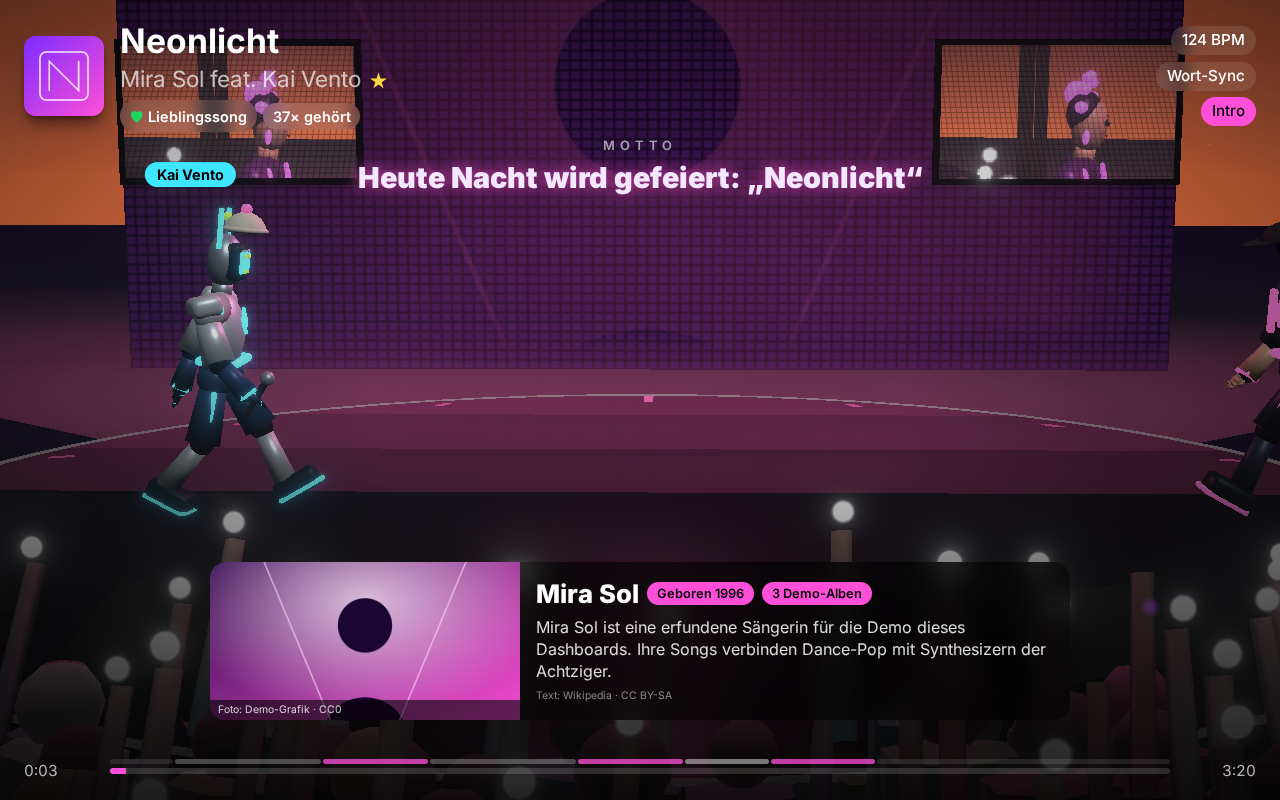 N
Neonlicht
Mira Sol feat. Kai Vento ★
Lieblingssong
37× gehört
124 BPM
Wort-Sync
Intro
MOTTO
Heute Nacht wird gefeiert: „Neonlicht“
Kai Vento
Mira Sol
Geboren 1996
3 Demo-Alben
Mira Sol ist eine erfundene Sängerin für die Demo dieses
Dashboards. Ihre Songs verbinden Dance-Pop mit Synthesizern der
Achtziger.
Text: Wikipedia · CC BY-SA
Foto: Demo-Grafik · CC0
0:03
3:20